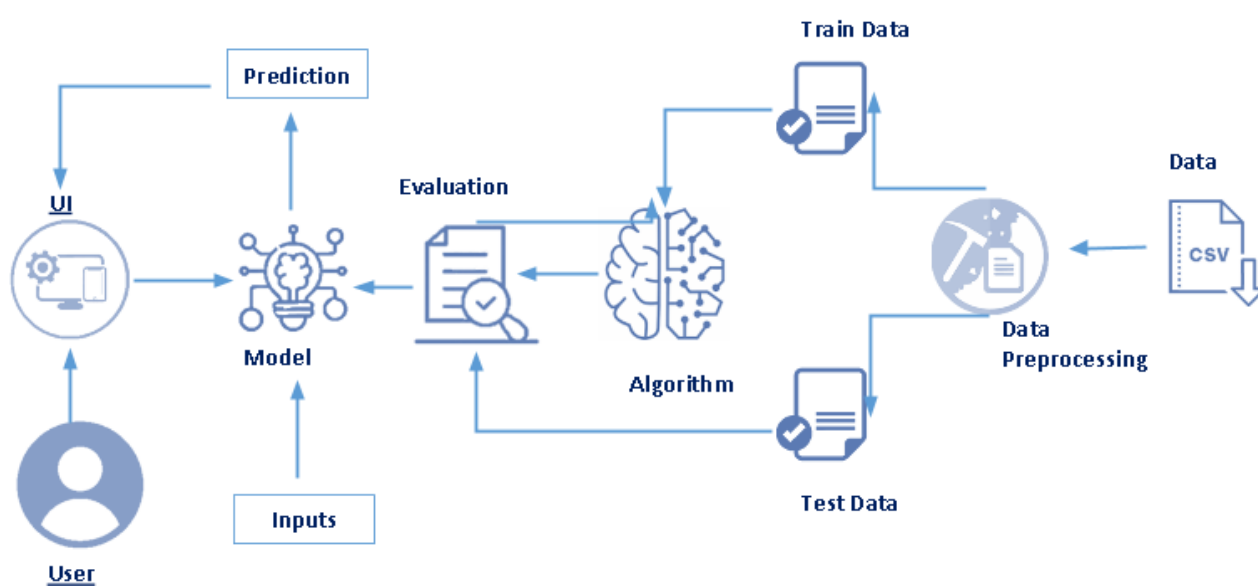 Train Data
Prediction
Data
Evaluation
UI
CSV
Data
Preprocessing
Model
Algorithm
Test Data
Inputs
User